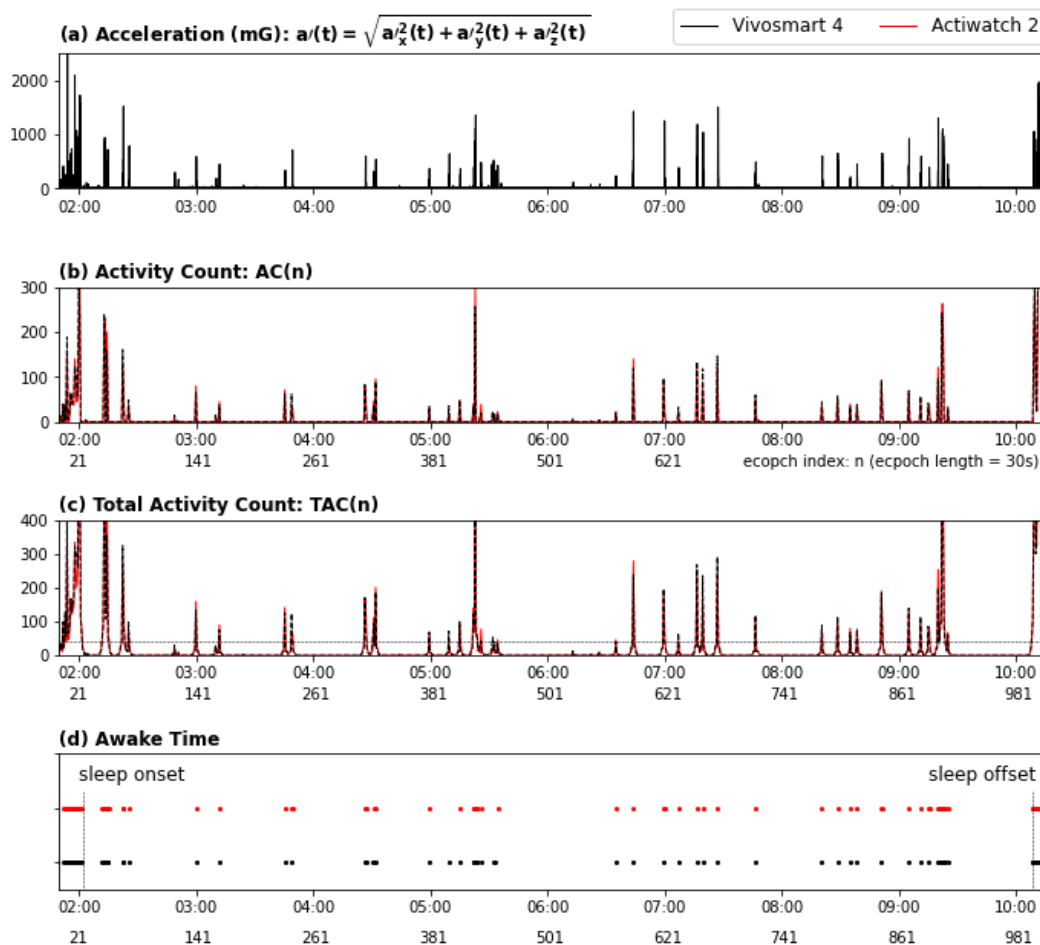 (a) Acceleration (mG): a′(t) = √a′²x(t) + a′²y(t) + a′²z(t)
Vivosmart 4 Actiwatch 2
2000
1000
0
02:00 03:00 04:00 05:00 06:00 07:00 08:00 09:00 10:00
(b) Activity Count: AC(n)
300
200
100
0
02:00 03:00 04:00 05:00 06:00 07:00 08:00 09:00 10:00
21 141 261 381 501 621 ecopch index: n (ecpoch length = 30s)
(c) Total Activity Count: TAC(n)
400
300
200
100
0
02:00 03:00 04:00 05:00 06:00 07:00 08:00 09:00 10:00
21 141 261 381 501 621 741 861 981
(d) Awake Time
sleep onset sleep offset
02:00 03:00 04:00 05:00 06:00 07:00 08:00 09:00 10:00
21 141 261 381 501 621 741 861 981